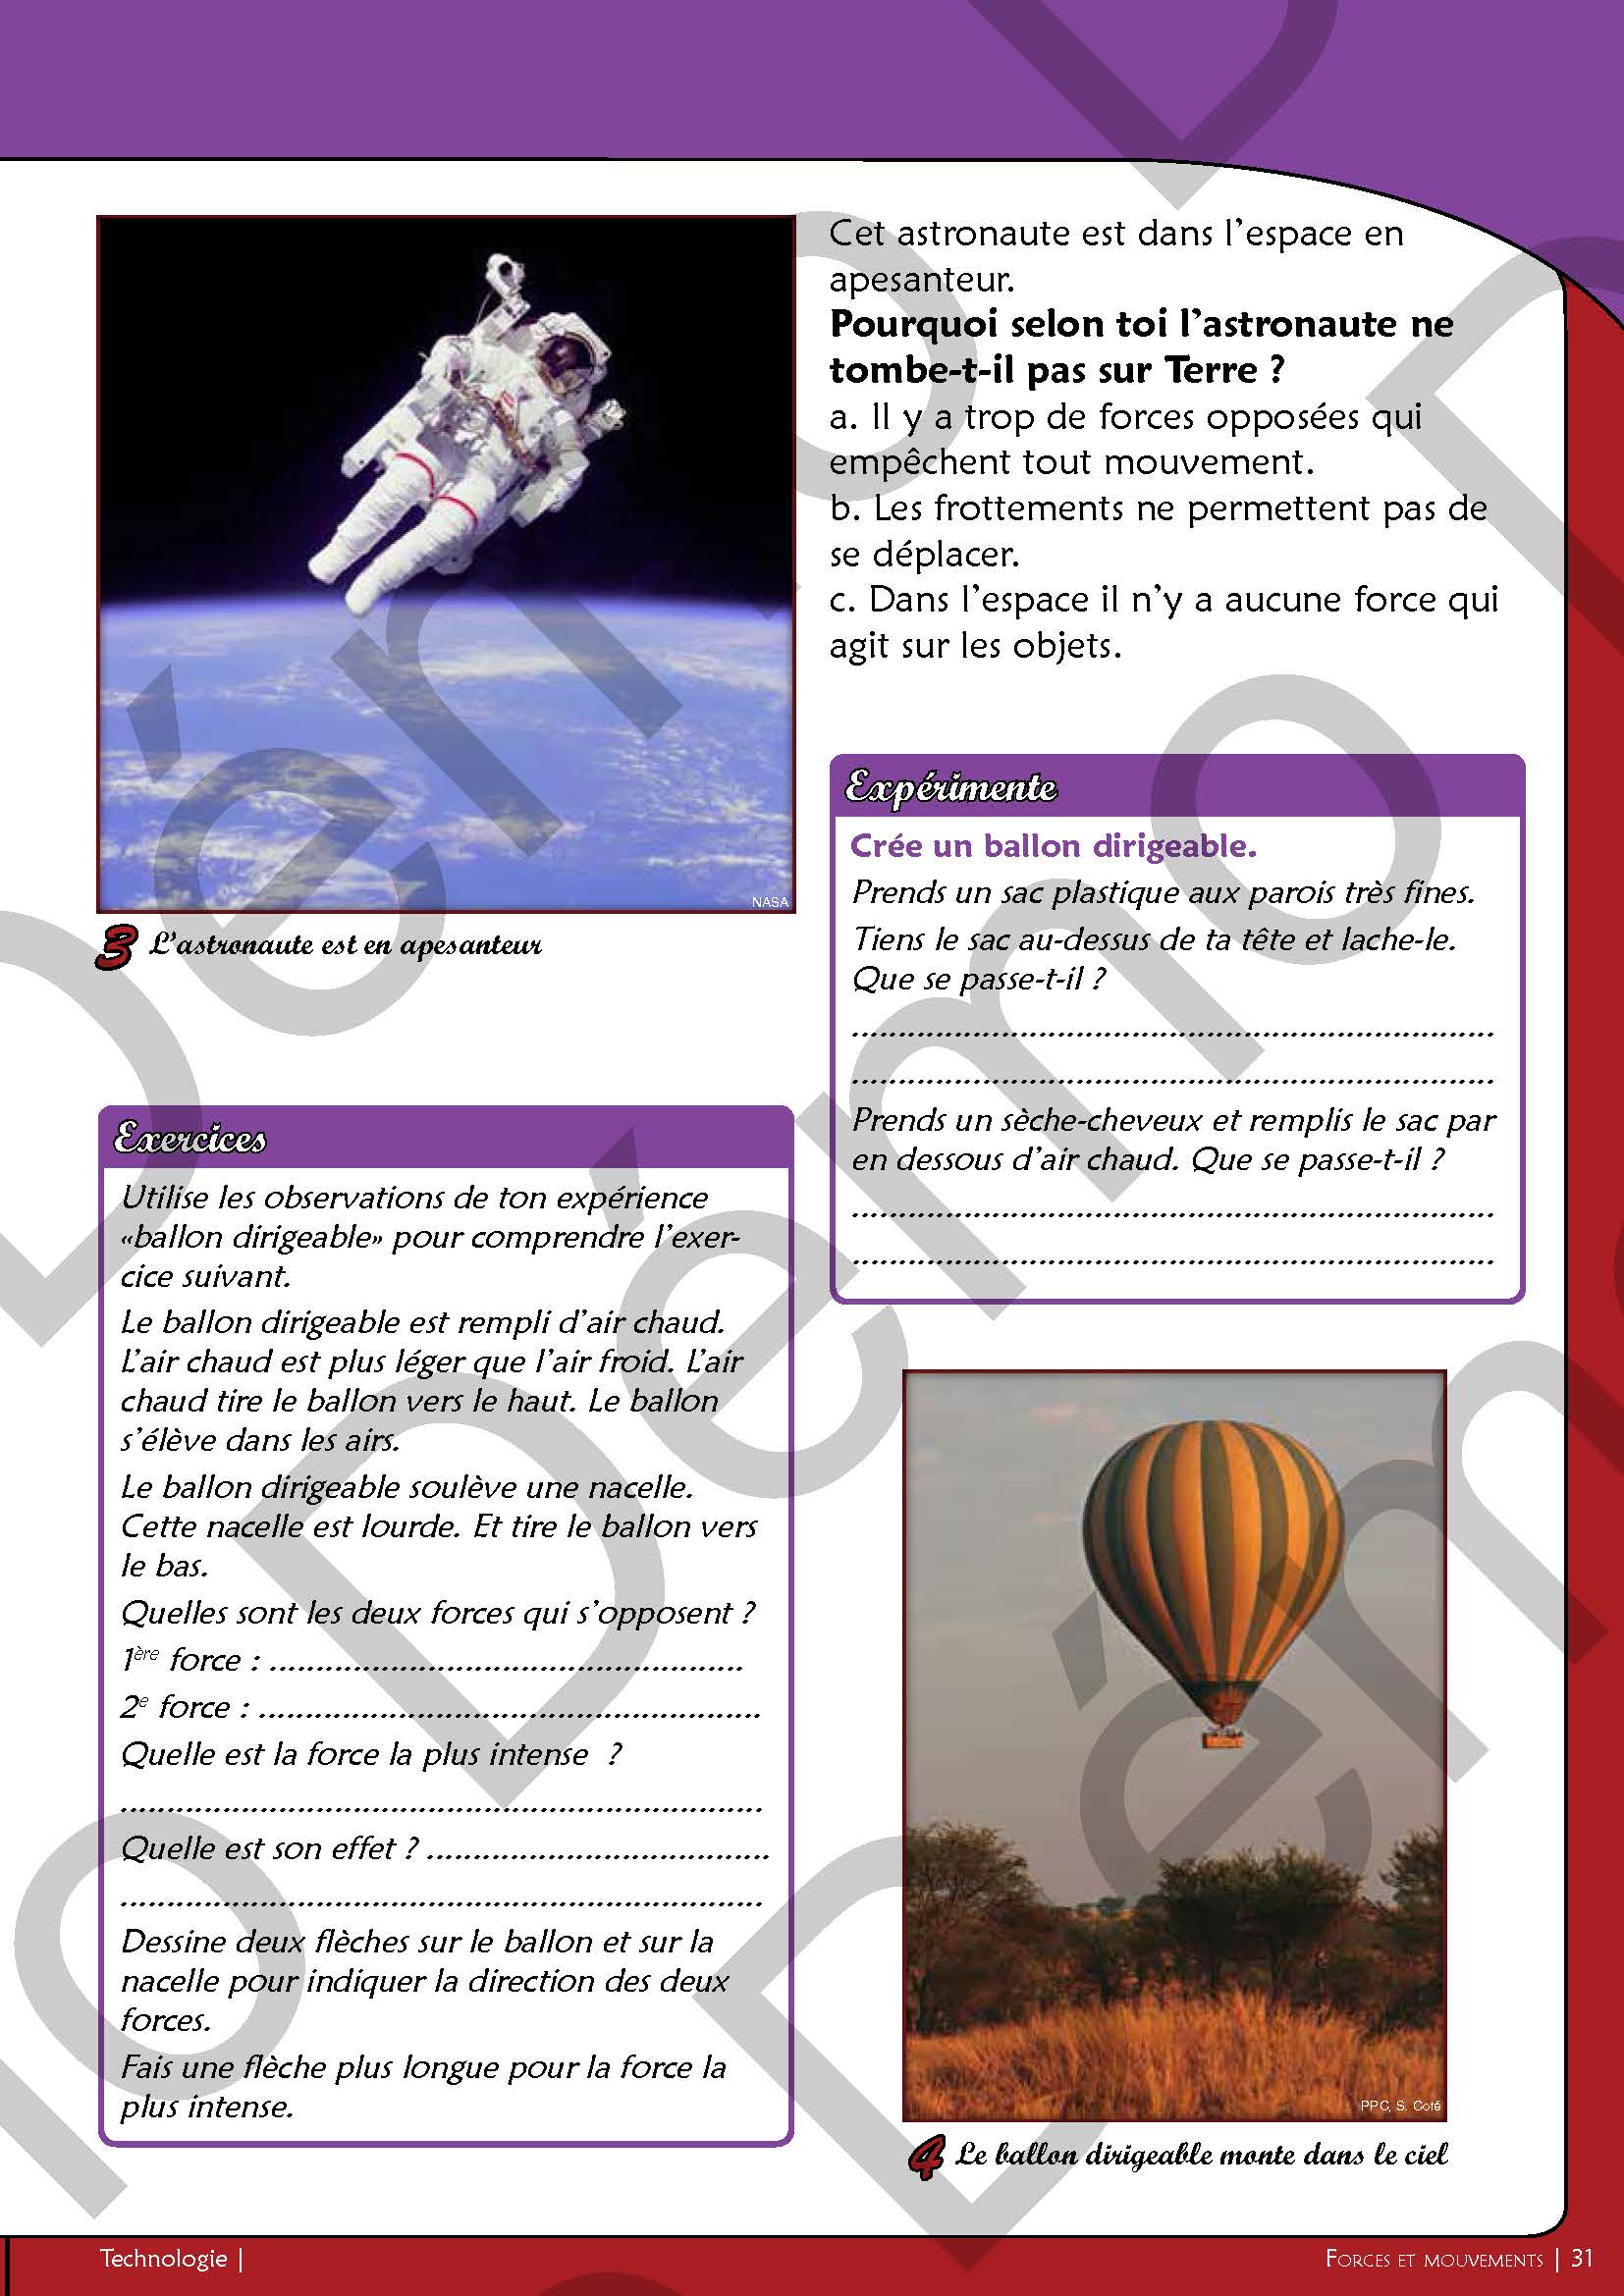 Cet astronaute est dans l'espace en
apesanteur.
Pourquoi selon toi l'astronaute ne
tombe-t-il pas sur Terre ?
a. Il y a trop de forces opposées qui
empêchent tout mouvement.
b. Les frottements ne permettent pas de
se déplacer.
c. Dans l'espace il n'y a aucune force qui
agit sur les objets.
NASA
3 L'astronaute est en apesanteur
Expérimente
Crée un ballon dirigeable.
Prends un sac plastique aux parois très fines.
Tiens le sac au-dessus de ta tête et lache-le.
Que se passe-t-il ?
......................................................................
......................................................................
Prends un sèche-cheveux et remplis le sac par
en dessous d'air chaud. Que se passe-t-il ?
......................................................................
......................................................................
Exercices
Utilise les observations de ton expérience
«ballon dirigeable» pour comprendre l'exer-
cice suivant.
Le ballon dirigeable est rempli d'air chaud.
L'air chaud est plus léger que l'air froid. L'air
chaud tire le ballon vers le haut. Le ballon
s'élève dans les airs.
Le ballon dirigeable soulève une nacelle.
Cette nacelle est lourde. Et tire le ballon vers
le bas.
Quelles sont les deux forces qui s'opposent ?
1ère force : ...................................................
2e force : ......................................................
Quelle est la force la plus intense ?
......................................................................
Quelle est son effet ? .....................................
......................................................................
Dessine deux flèches sur le ballon et sur la
nacelle pour indiquer la direction des deux
forces.
Fais une flèche plus longue pour la force la
plus intense.
PPC, S. Coté
4 Le ballon dirigeable monte dans le ciel
Technologie |
Forces et mouvements | 31
Démo
Démo
Démo